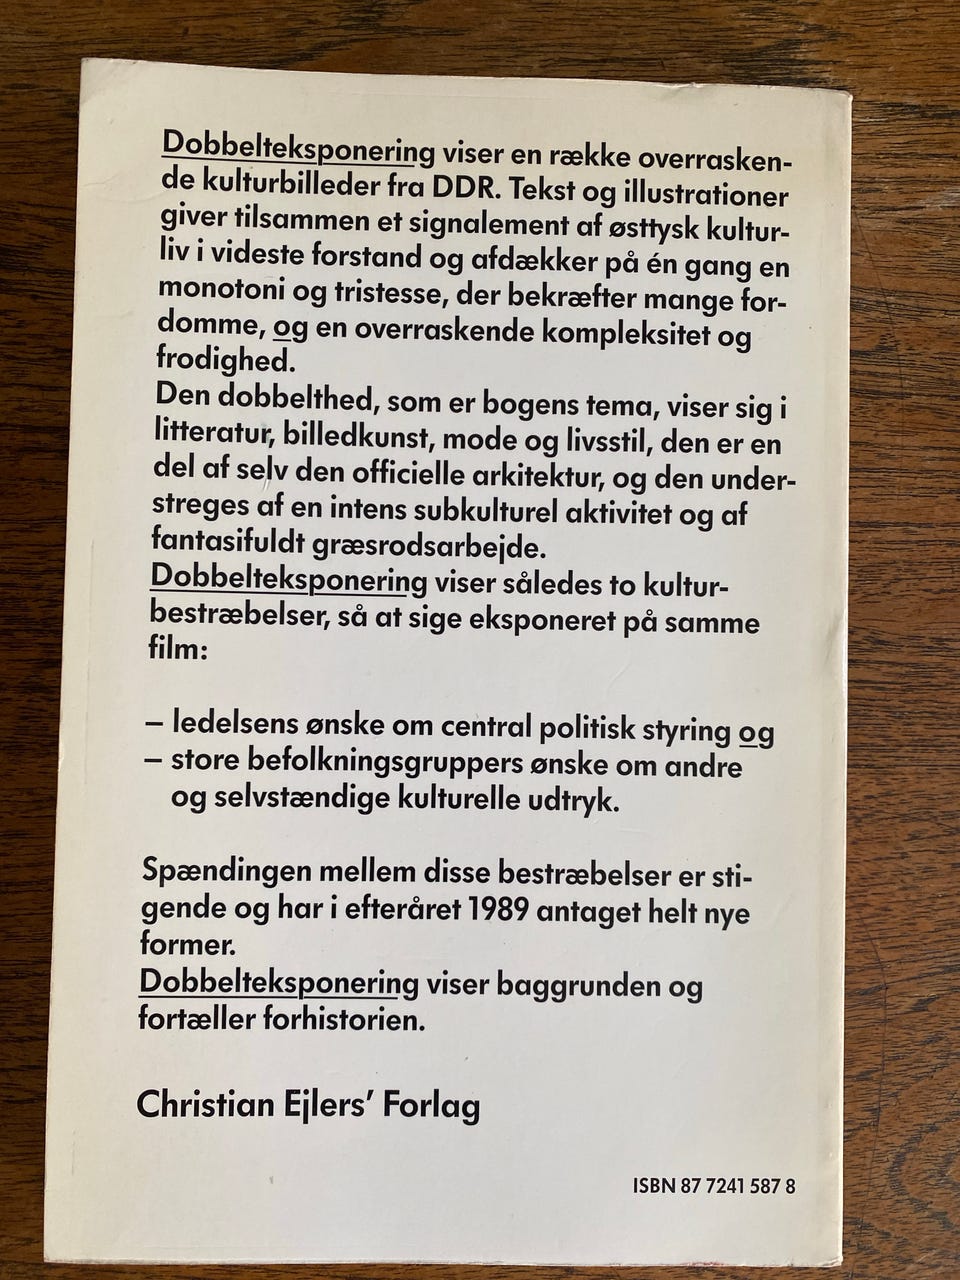 Dobbelteksponering viser en række overrasken-
de kulturbilleder fra DDR. Tekst og illustrationer
giver tilsammen et signalement af østtysk kultur-
liv i videste forstand og afdækker på én gang en
monotoni og tristesse, der bekræfter mange for-
domme, og en overraskende kompleksitet og
frodighed.
Den dobbelthed, som er bogens tema, viser sig i
litteratur, billedkunst, mode og livsstil, den er en
del af selv den officielle arkitektur, og den under-
streges af en intens subkulturel aktivitet og af
fantasifuldt græsrodsarbejde.
Dobbelteksponering viser således to kultur-
bestræbelser, så at sige eksponeret på samme
film:
– ledelsens ønske om central politisk styring og
– store befolkningsgruppers ønske om andre
og selvstændige kulturelle udtryk.
Spændingen mellem disse bestræbelser er sti-
gende og har i efteråret 1989 antaget helt nye
former.
Dobbelteksponering viser baggrunden og
fortæller forhistorien.
Christian Ejlers’ Forlag
ISBN 87 7241 587 8